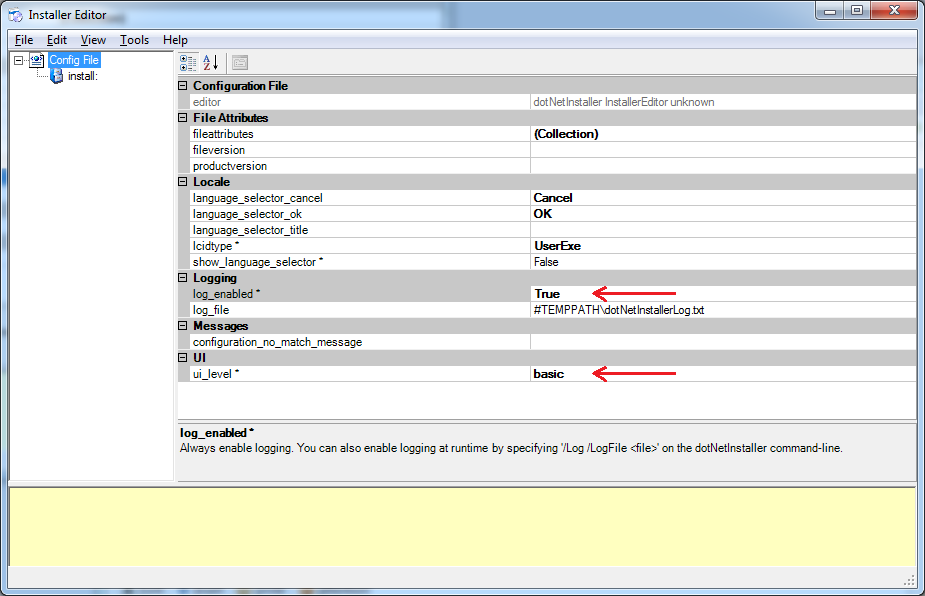 Installer Editor
File Edit View Tools Help
Config File
install:
Configuration File
editor dotNetInstaller InstallerEditor unknown
File Attributes
fileattributes (Collection)
fileversion
productversion
Locale
language_selector_cancel Cancel
language_selector_ok OK
language_selector_title
lcidtype * UserExe
show_language_selector * False
Logging
log_enabled * True
log_file #TEMPPATH\dotNetInstallerLog.txt
Messages
configuration_no_match_message
UI
ui_level * basic
log_enabled *
Always enable logging. You can also enable logging at runtime by specifying '/Log /LogFile <file>' on the dotNetInstaller command-line.